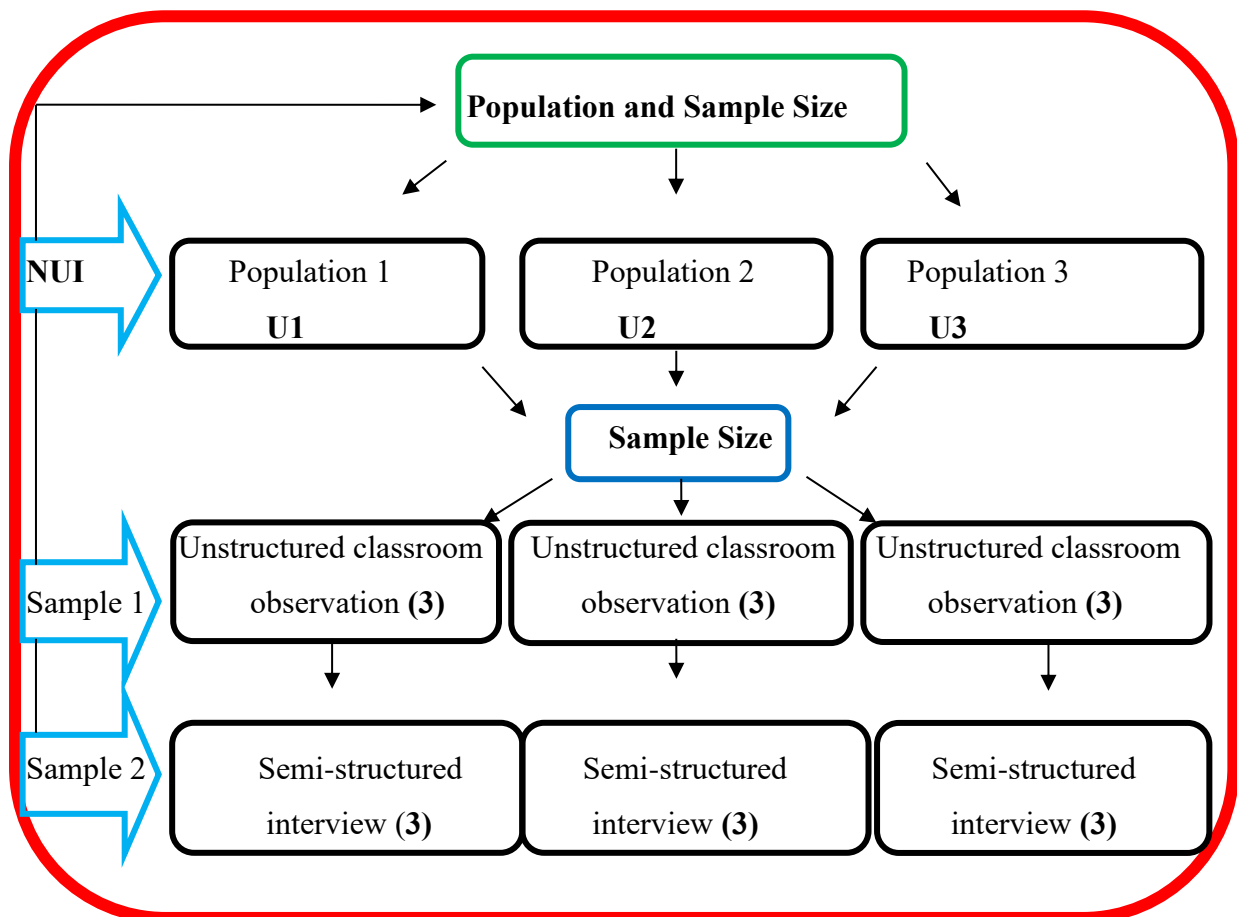 Population and Sample Size
NUI
Population 1
U1
Population 2
U2
Population 3
U3
Sample Size
Sample 1
Unstructured classroom
observation (3)
Unstructured classroom
observation (3)
Unstructured classroom
observation (3)
Sample 2
Semi-structured
interview (3)
Semi-structured
interview (3)
Semi-structured
interview (3)